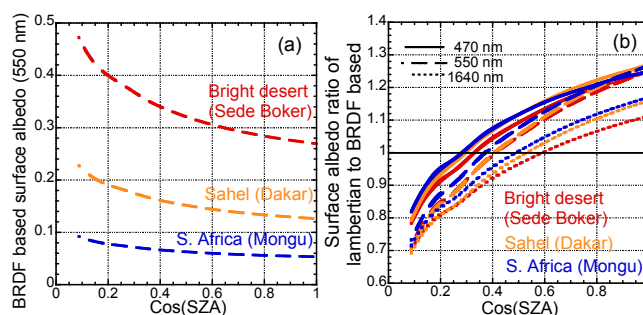 BRDF based surface albedo (550 nm)
0.5
0.4
0.3
0.2
0.1
0
(a)
Bright desert
(Sede Boker)
Sahel (Dakar)
S. Africa (Mongu)
0 0.2 0.4 0.6 0.8 1
Cos(SZA)
Surface albedo ratio of
lambertian to BRDF based
1.4
1.3
1.2
1.1
1
0.9
0.8
0.7
0.6
(b)
470 nm
550 nm
1640 nm
Bright desert
(Sede Boker)
Sahel (Dakar)
S. Africa (Mongu)
0 0.2 0.4 0.6 0.8
Cos(SZA)